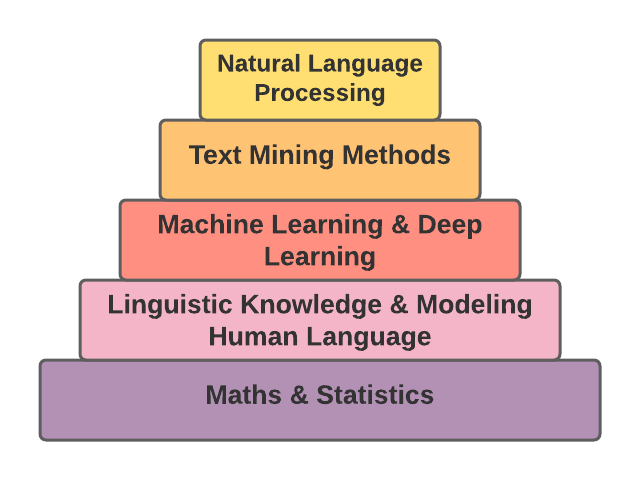 Natural Language
Processing
Text Mining Methods
Machine Learning & Deep
Learning
Linguistic Knowledge & Modeling
Human Language
Maths & Statistics